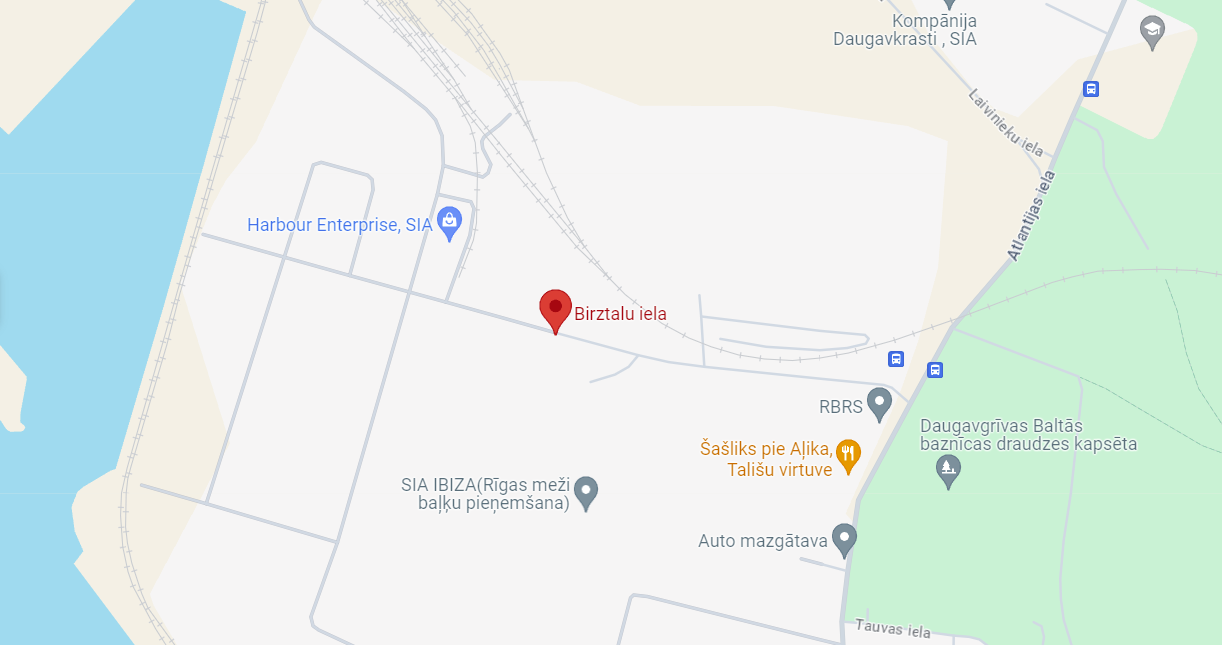 Kompānija
Daugavkrasti , SIA
Laivinieku iela
Atlantijas iela
Harbour Enterprise, SIA
Birztalu iela
RBRS
Daugavgrīvas Baltās
baznīcas draudzes kapsēta
Šašliks pie Aļika,
Tališu virtuve
SIA IBIZA(Rīgas meži
baļķu pieņemšana)
Auto mazgātava
Tauvas iela